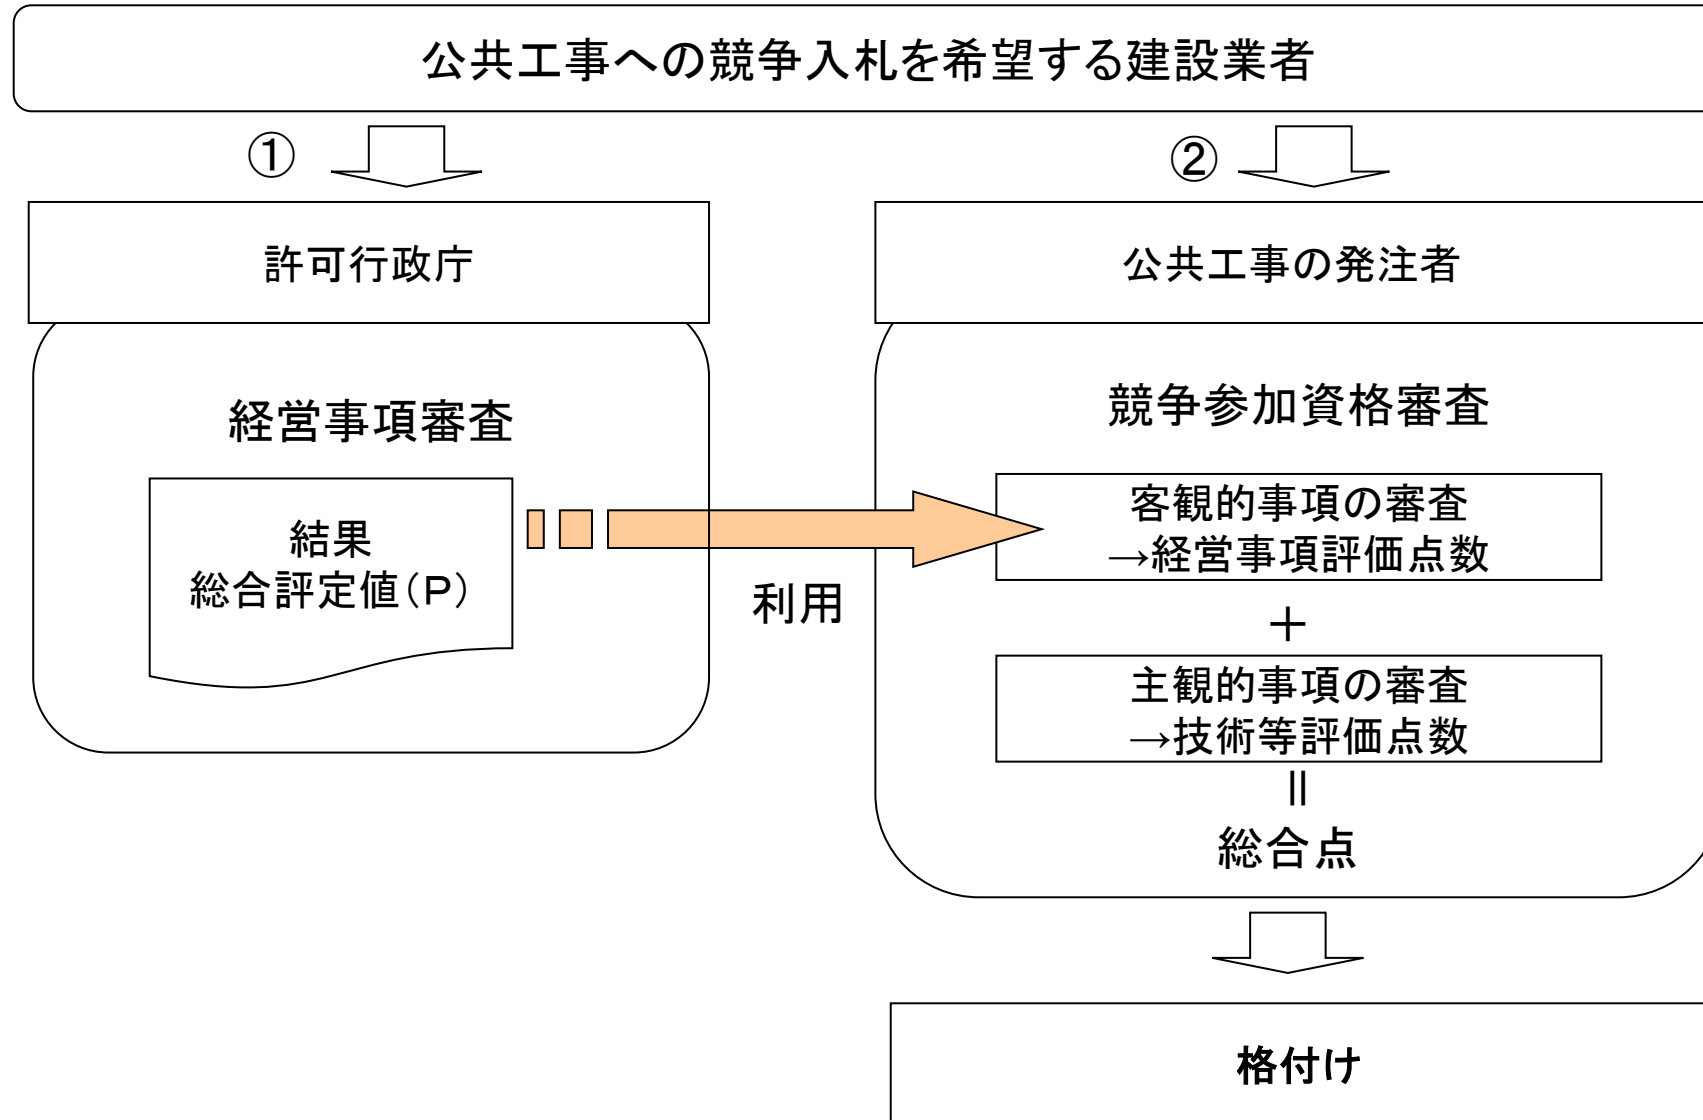 公共工事への競争入札を希望する建設業者
①
②
許可行政庁
経営事項審査
結果
総合評定値(P)
利用
公共工事の発注者
競争参加資格審査
客観的事項の審査
→経営事項評価点数
＋
主観的事項の審査
→技術等評価点数
＝
総合点
格付け